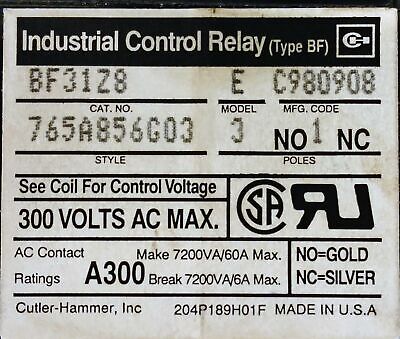 Industrial Control Relay (Type BF)
BF31Z8 E C980908
CAT. NO. MODEL MFG. CODE
765A856G03 3 NO 1 NC
STYLE POLES
See Coil For Control Voltage
300 VOLTS AC MAX.
AC Contact Make 7200VA/60A Max.
Ratings A300 Break 7200VA/6A Max.
NO=GOLD
NC=SILVER
Cutler-Hammer, Inc 204P189H01F MADE IN U.S.A